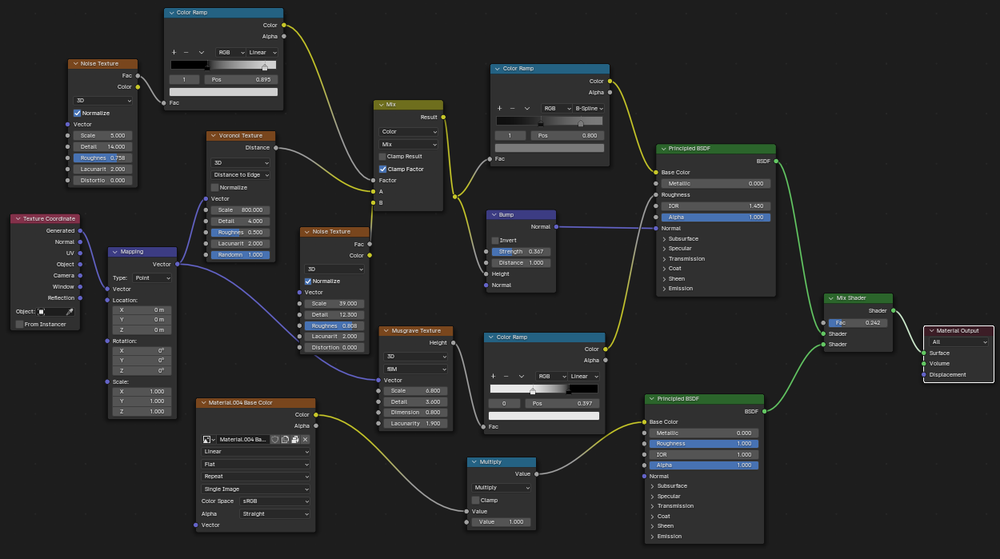 Color Ramp
Color
Alpha
RGB
Linear
1
Pos
0.895
Fac
Noise Texture
Fac
Color
3D
Normalize
Vector
Scale 5.000
Detail 14.000
Roughnes 0.758
Lacunarit 2.000
Distortio 0.000
Voronoi Texture
Distance
3D
Distance to Edge
Normalize
Vector
Scale 800.000
Detail 4.000
Roughnes 0.500
Lacunarit 2.000
Randomn 1.000
Mix
Result
Color
Mix
Clamp Result
Clamp Factor
Factor
A
B
Color Ramp
Color
Alpha
RGB
B-Spline
1
Pos
0.800
Fac
Principled BSDF
BSDF
Base Color
Metallic 0.000
Roughness
IOR 1.450
Alpha 1.000
Normal
Subsurface
Specular
Transmission
Coat
Sheen
Emission
Texture Coordinate
Generated
Normal
UV
Object
Camera
Window
Reflection
Object:
From Instancer
Mapping
Vector
Type: Point
Vector
Location:
X 0 m
Y 0 m
Z 0 m
Rotation:
X 0°
Y 0°
Z 0°
Scale:
X 1.000
Y 1.000
Z 1.000
Noise Texture
Fac
Color
3D
Normalize
Vector
Scale 39.000
Detail 12.300
Roughnes 0.808
Lacunarit 2.000
Distortion 0.000
Bump
Normal
Invert
Strength 0.367
Distance 1.000
Height
Normal
Musgrave Texture
Height
3D
fBM
Vector
Scale 6.800
Detail 3.600
Dimension 0.800
Lacunarity 1.900
Color Ramp
Color
Alpha
RGB
Linear
0
Pos
0.397
Fac
Mix Shader
Shader
Fac 0.242
Shader
Shader
Material Output
All
Surface
Volume
Displacement
Material.004 Base Color
Color
Alpha
Material.004 Ba...
Linear
Flat
Repeat
Single Image
Color Space sRGB
Alpha Straight
Vector
Multiply
Value
Multiply
Clamp
Value
Value 1.000
Principled BSDF
BSDF
Base Color
Metallic 0.000
Roughness 1.000
IOR 1.000
Alpha 1.000
Normal
Subsurface
Specular
Transmission
Coat
Sheen
Emission